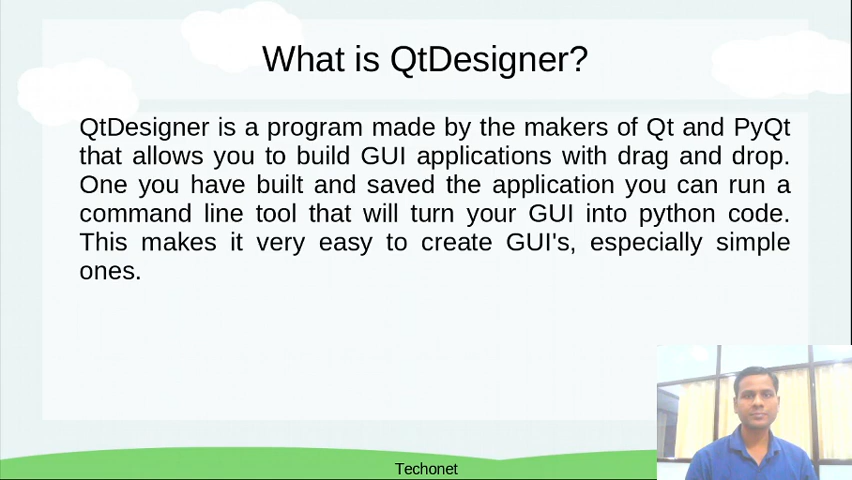 What is QtDesigner?
QtDesigner is a program made by the makers of Qt and PyQt
that allows you to build GUI applications with drag and drop.
One you have built and saved the application you can run a
command line tool that will turn your GUI into python code.
This makes it very easy to create GUI's, especially simple
ones.
Techonet